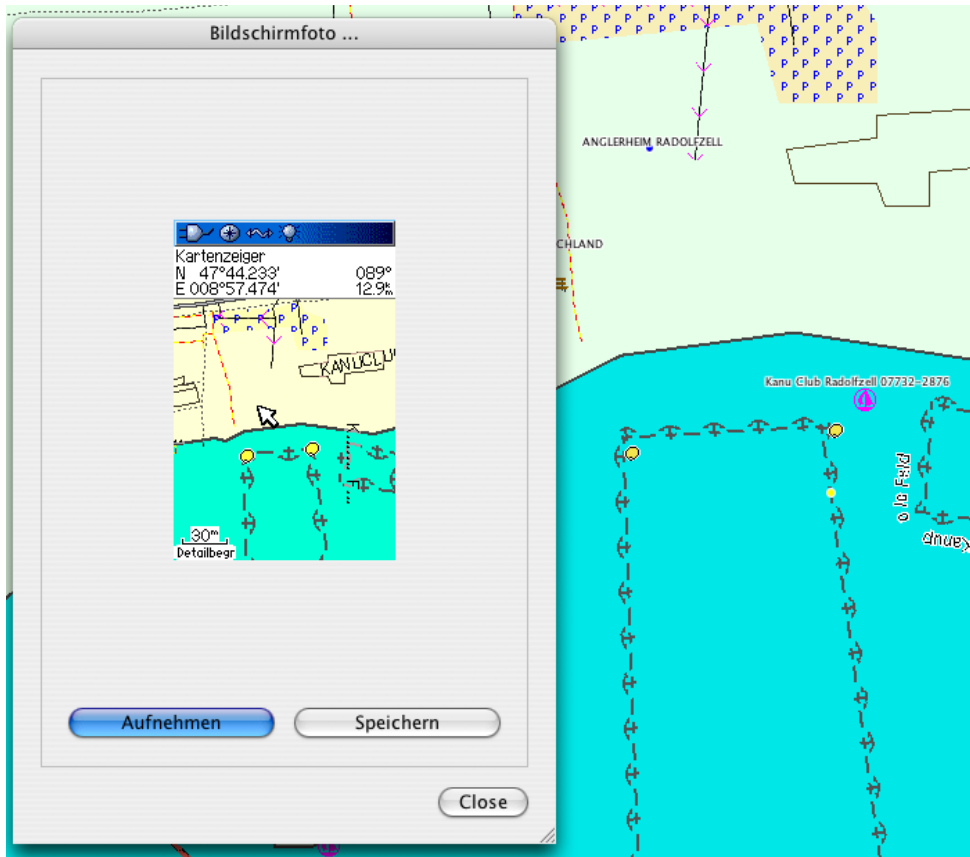 Bildschirmfoto ...
Kartenzeiger
N 47°44.233' 089°
E 008°57.474' 12.9km
KANUCLU
30m
Detailbegr
Aufnehmen
Speichern
Close
ANGLERHEIM RADOLFZELL
CHLAND
Kanu Club Radolfzell 07732-2876
Kanup